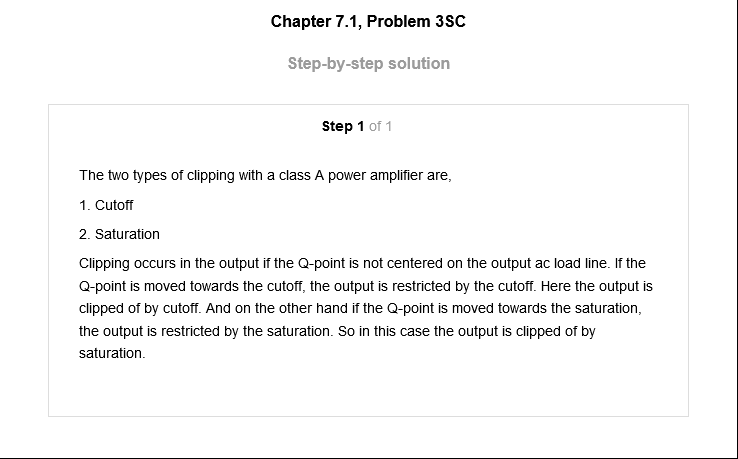 Chapter 7.1, Problem 3SC
Step-by-step solution
Step 1 of 1
The two types of clipping with a class A power amplifier are,
1. Cutoff
2. Saturation
Clipping occurs in the output if the Q-point is not centered on the output ac load line. If the
Q-point is moved towards the cutoff, the output is restricted by the cutoff. Here the output is
clipped of by cutoff. And on the other hand if the Q-point is moved towards the saturation,
the output is restricted by the saturation. So in this case the output is clipped of by
saturation.